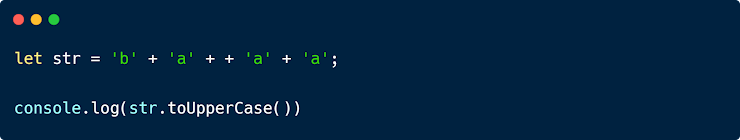 let str = 'b' + 'a' + + 'a' + 'a';
console.log(str.toUpperCase())